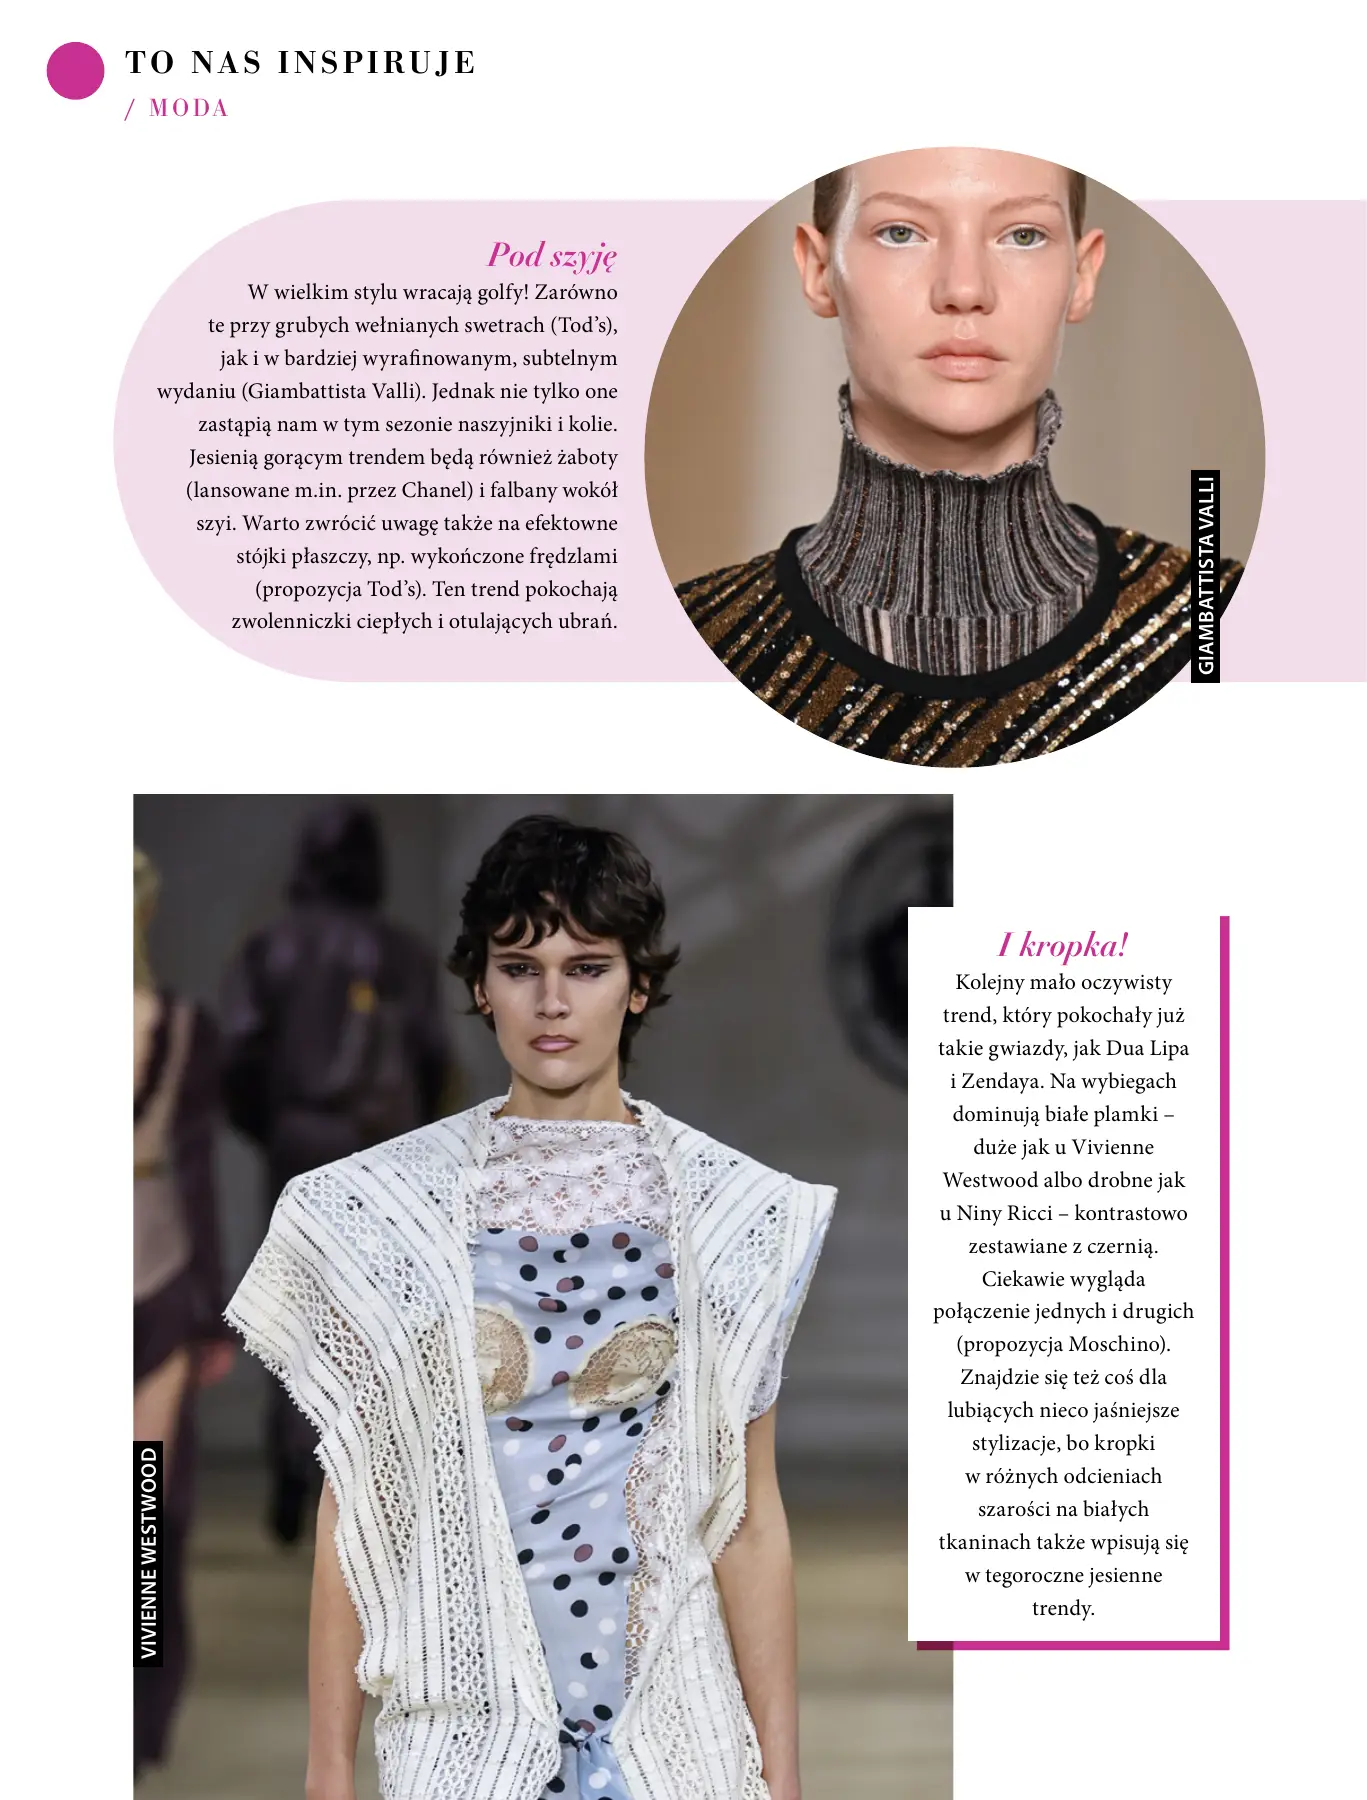 TO NAS INSPIRUJE
/ MODA
Pod szyję
W wielkim stylu wracają golfy! Zarówno
te przy grubych wełnianych swetrach (Tod’s),
jak i w bardziej wyrafinowanym, subtelnym
wydaniu (Giambattista Valli). Jednak nie tylko one
zastąpią nam w tym sezonie naszyjniki i kolie.
Jesienią gorącym trendem będą również żaboty
(lansowane m.in. przez Chanel) i falbany wokół
szyi. Warto zwrócić uwagę także na efektowne
stójki płaszczy, np. wykończone frędzlami
(propozycja Tod’s). Ten trend pokochają
zwolenniczki ciepłych i otulających ubrań.
GIAMBATTISTA VALLI
I kropka!
Kolejny mało oczywisty
trend, który pokochały już
takie gwiazdy, jak Dua Lipa
i Zendaya. Na wybiegach
dominują białe plamki –
duże jak u Vivienne
Westwood albo drobne jak
u Niny Ricci – kontrastowo
zestawiane z czernią.
Ciekawie wygląda
połączenie jednych i drugich
(propozycja Moschino).
Znajdzie się też coś dla
lubiących nieco jaśniejsze
stylizacje, bo kropki
w różnych odcieniach
szarości na białych
tkaninach także wpisują się
w tegoroczne jesienne
trendy.
VIVIENNE WESTWOOD